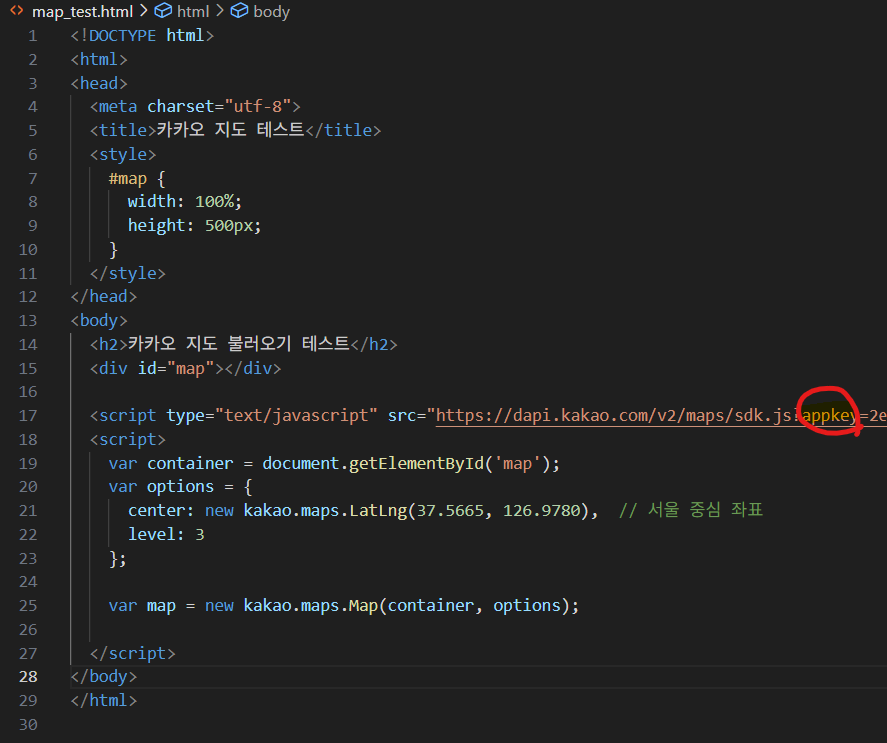 map_test.html > html > body
1 <!DOCTYPE html>
2 <html>
3 <head>
4 <meta charset="utf-8">
5 <title>카카오 지도 테스트</title>
6 <style>
7 #map {
8 width: 100%;
9 height: 500px;
10 }
11 </style>
12 </head>
13 <body>
14 <h2>카카오 지도 불러오기 테스트</h2>
15 <div id="map"></div>
16
17 <script type="text/javascript" src="https://dapi.kakao.com/v2/maps/sdk.js?appkey=2e
18 <script>
19 var container = document.getElementById('map');
20 var options = {
21 center: new kakao.maps.LatLng(37.5665, 126.9780), // 서울 중심 좌표
22 level: 3
23 };
24
25 var map = new kakao.maps.Map(container, options);
26
27 </script>
28 </body>
29 </html>
30